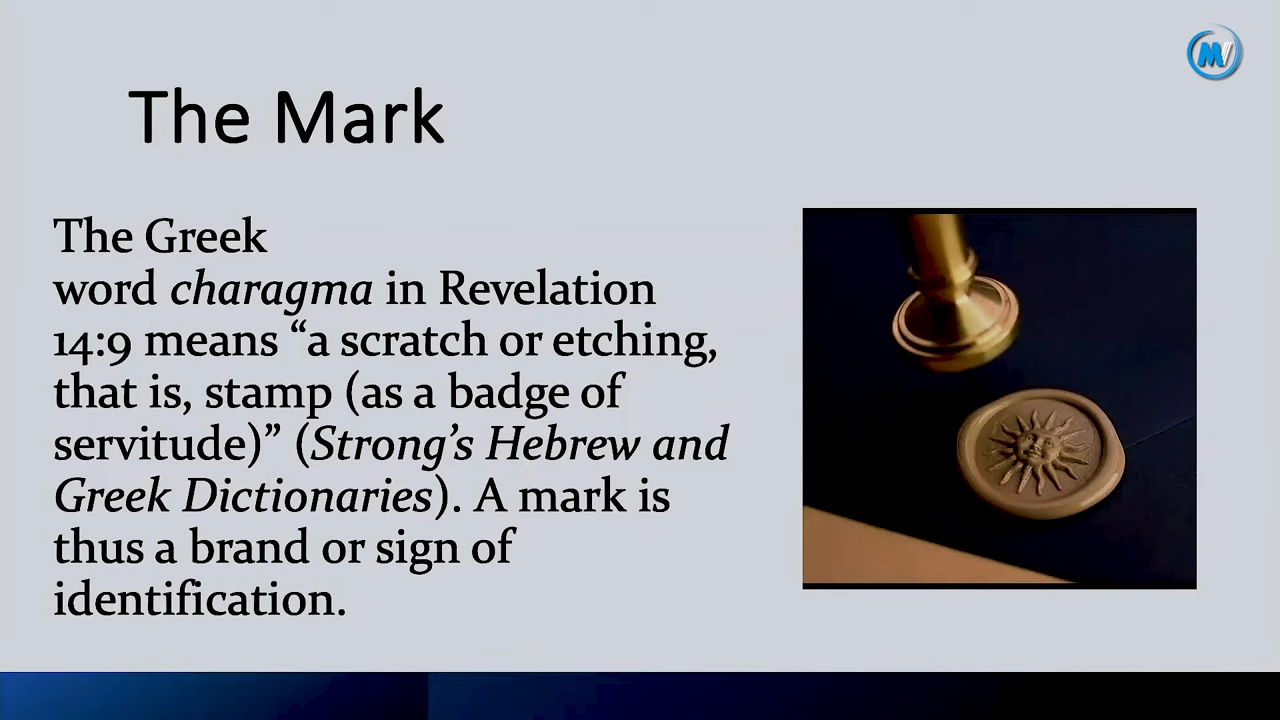 MV
The Mark
The Greek
word charagma in Revelation
14:9 means “a scratch or etching,
that is, stamp (as a badge of
servitude)” (Strong’s Hebrew and
Greek Dictionaries). A mark is
thus a brand or sign of
identification.